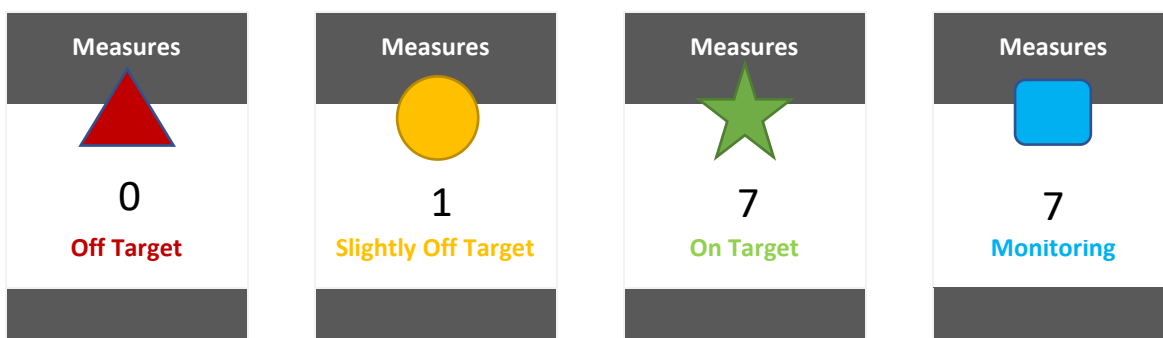 Measures
0
Off Target
Measures
1
Slightly Off Target
Measures
7
On Target
Measures
7
Monitoring